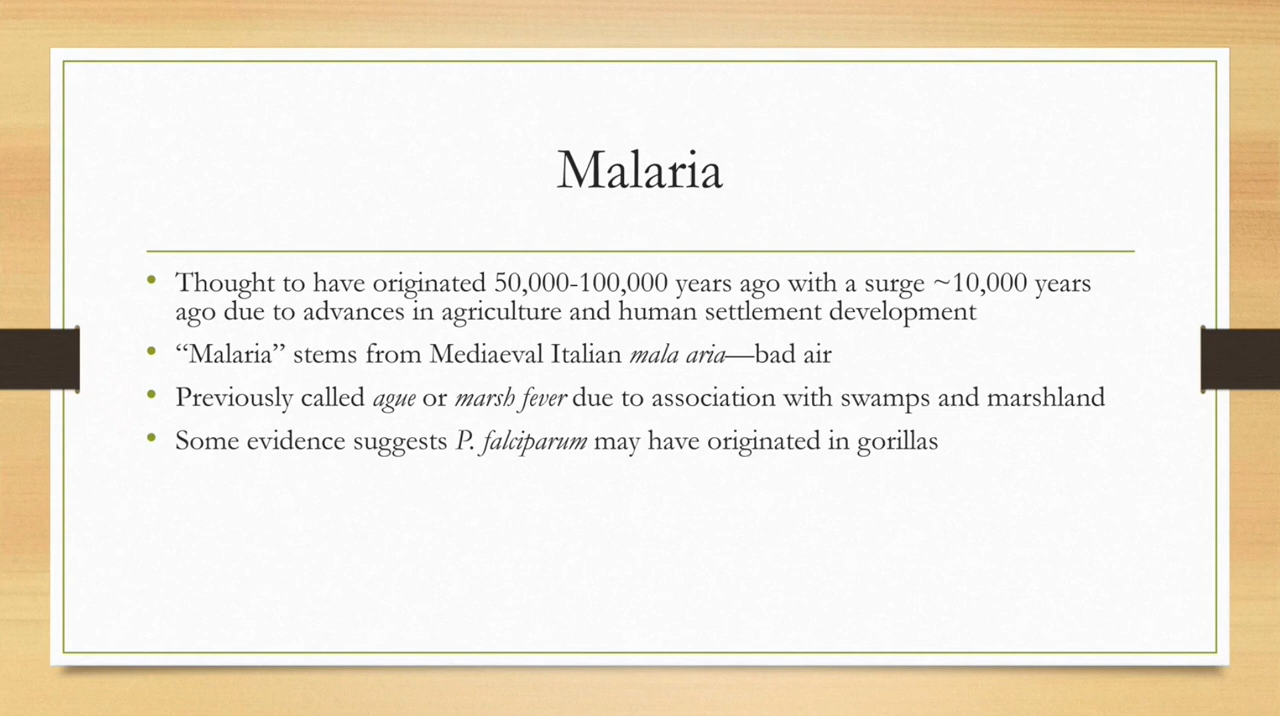 Malaria
• Thought to have originated 50,000-100,000 years ago with a surge ~10,000 years
ago due to advances in agriculture and human settlement development
• “Malaria” stems from Mediaeval Italian mala aria—bad air
• Previously called ague or marsh fever due to association with swamps and marshland
• Some evidence suggests P. falciparum may have originated in gorillas